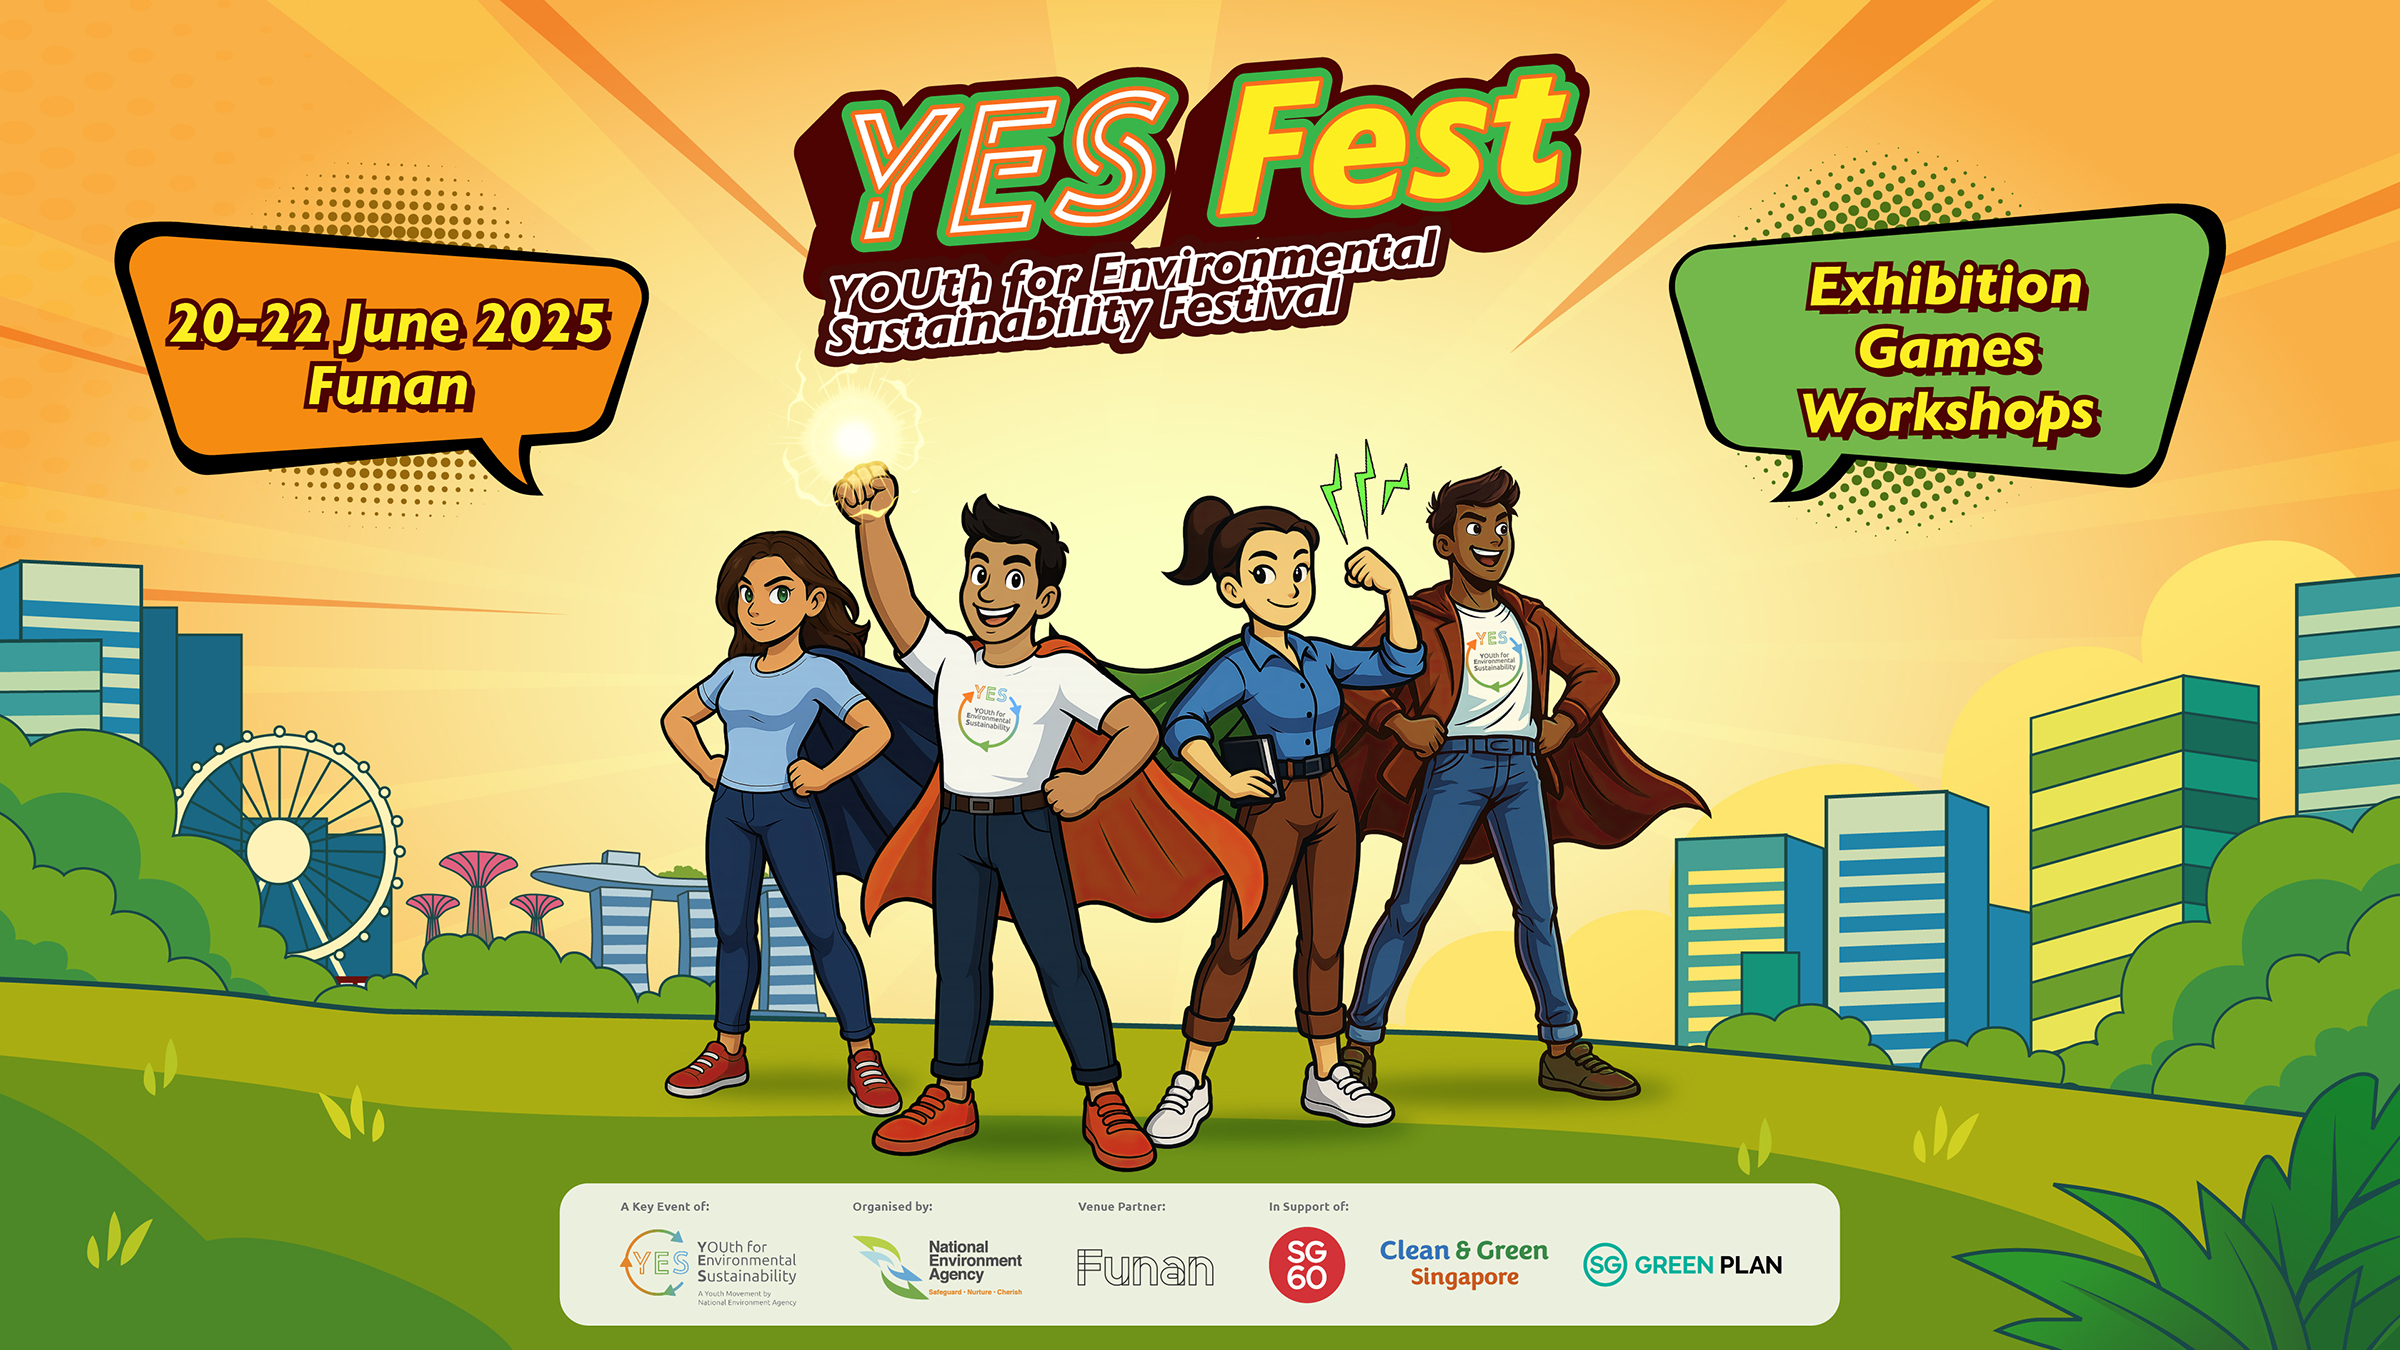 YES Fest
YOUth for Environmental
Sustainability Festival
20-22 June 2025
Funan
Exhibition
Games
Workshops
YES
YOUth for
Environmental
Sustainability
YES
YOUth for
Environmental
Sustainability
A Key Event of:
YES
YOUth for
Environmental
Sustainability
A Youth Movement by
National Environment Agency
Organised by:
National
Environment
Agency
Safeguard • Nurture • Cherish
Venue Partner:
Funan
In Support of:
SG
60
Clean & Green
Singapore
SG GREEN PLAN